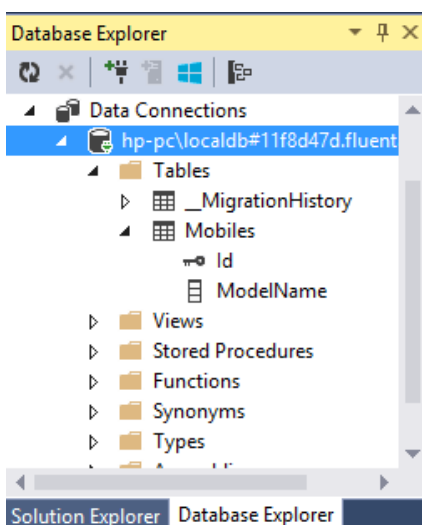 Database Explorer
Data Connections
hp-pc\localdb#11f8d47d.fluent
Tables
__MigrationHistory
Mobiles
Id
ModelName
Views
Stored Procedures
Functions
Synonyms
Types
Solution Explorer Database Explorer